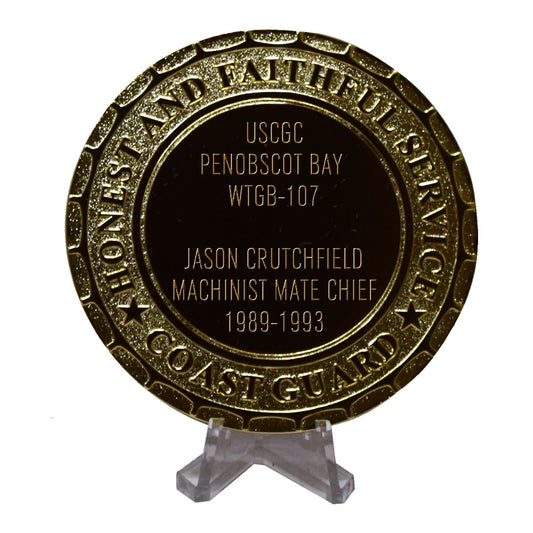 HONEST AND FAITHFUL SERVICE
USCGC
PENOBSCOT BAY
WTGB-107
JASON CRUTCHFIELD
MACHINIST MATE CHIEF
1989-1993
★ COAST GUARD ★